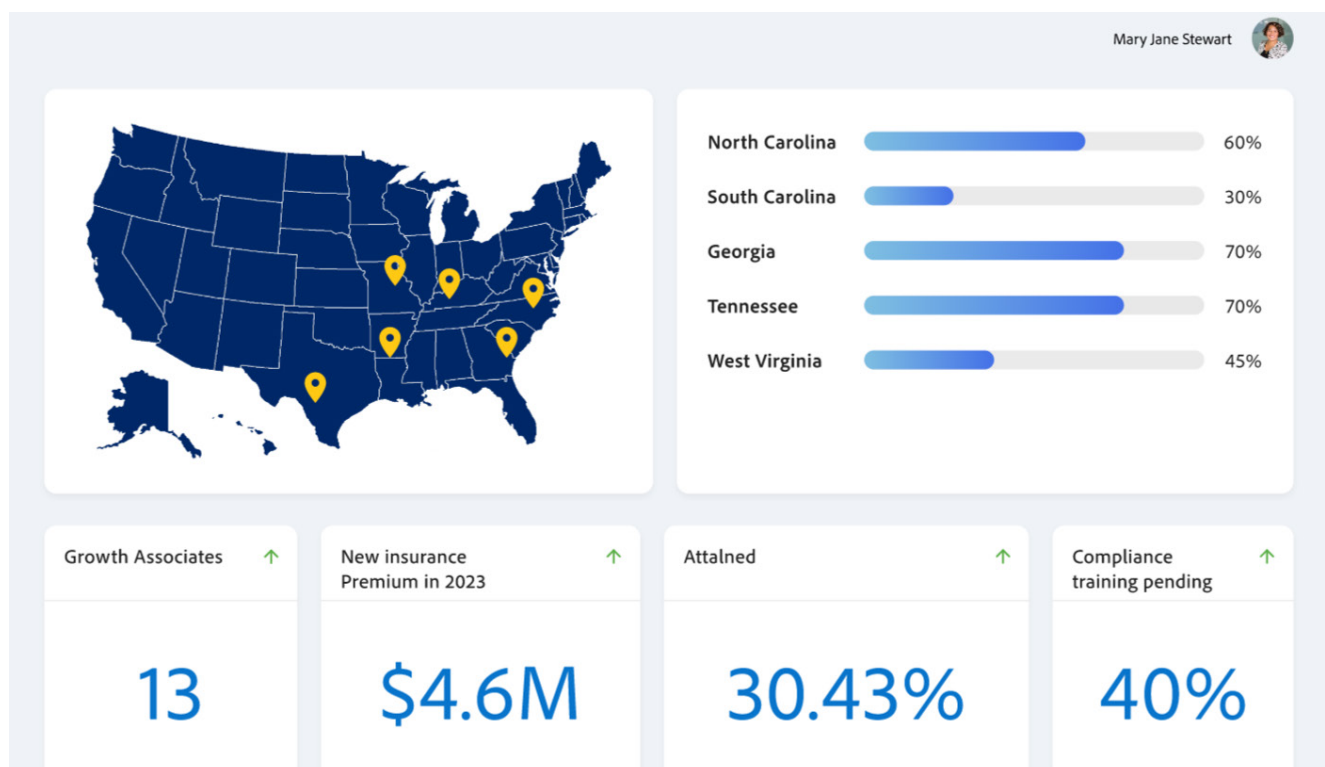 Mary Jane Stewart
North Carolina 60%
South Carolina 30%
Georgia 70%
Tennessee 70%
West Virginia 45%
Growth Associates
New insurance
Premium in 2023
Attalned
Compliance
training pending
13
$4.6M
30.43%
40%